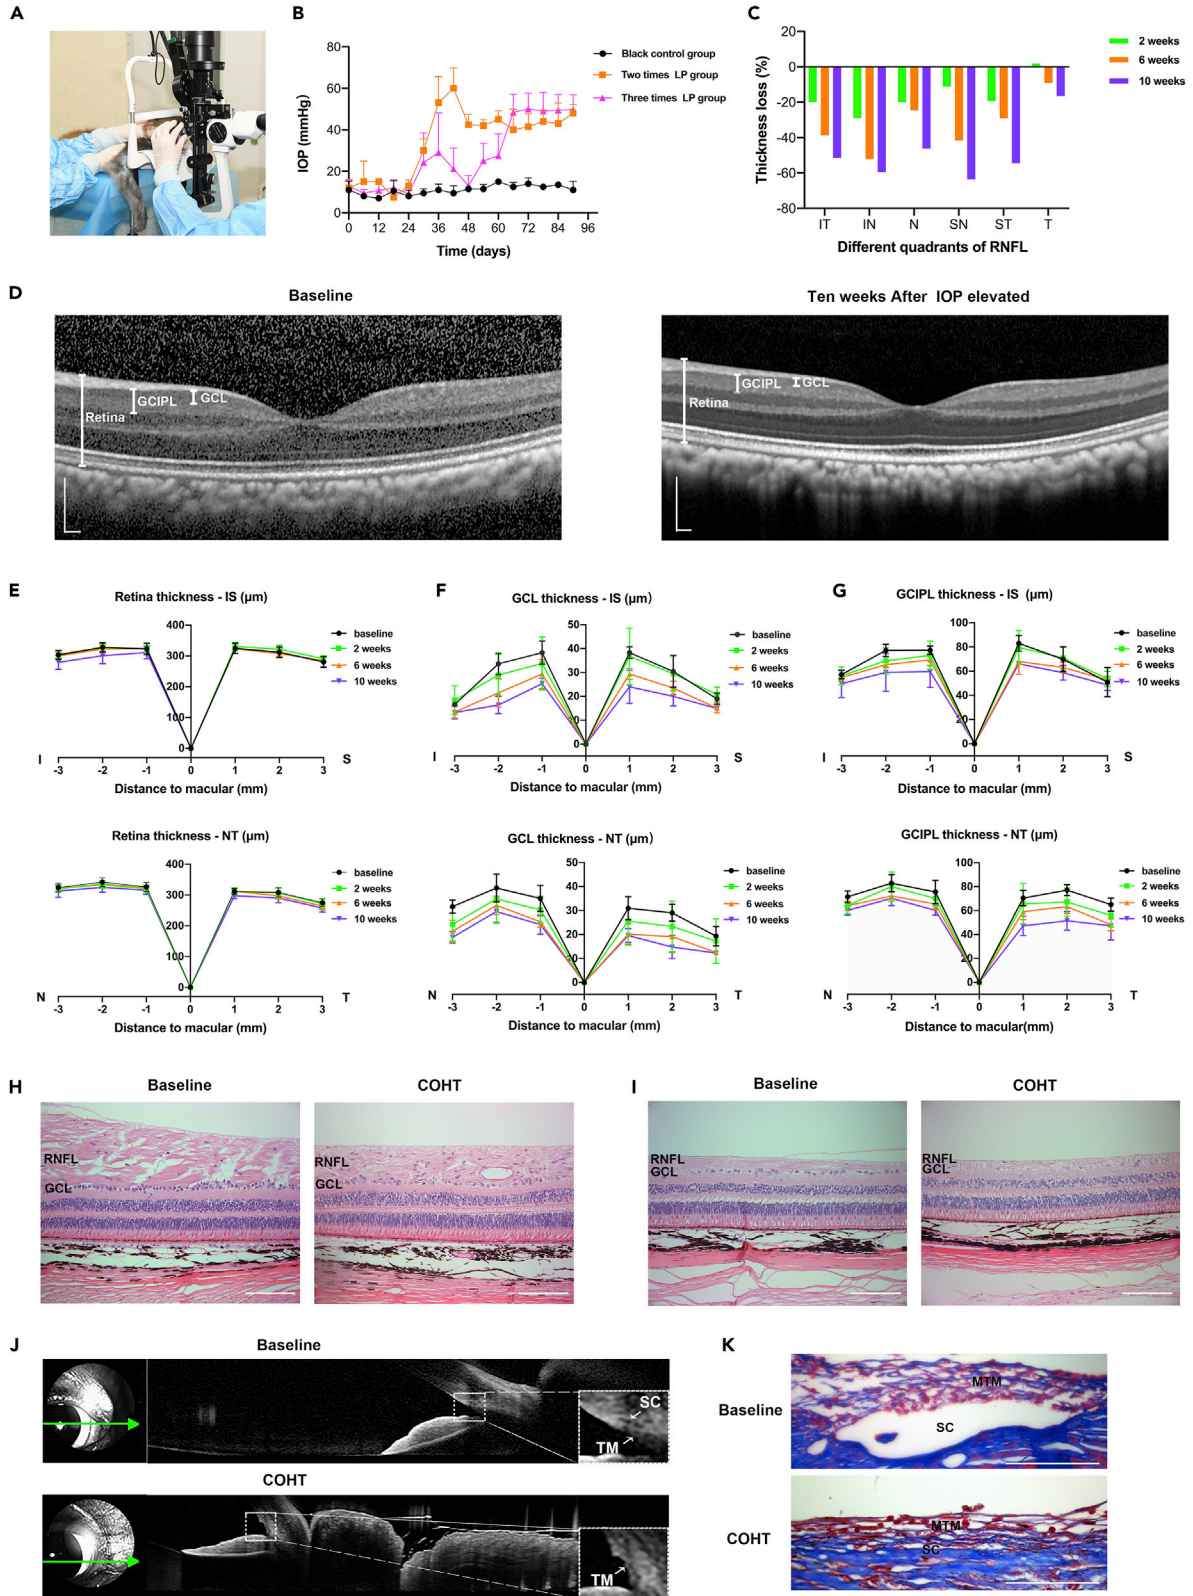 A
B
C
80
60
40
20
0
IOP (mmHg)
0 12 24 36 48 60 72 84 96
Time (days)
Black control group
Two times LP group
Three times LP group
20
0
-20
-40
-60
-80
Thickness loss (%)
IT IN N SN ST T
Different quadrants of RNFL
2 weeks
6 weeks
10 weeks
D
Baseline
Ten weeks After IOP elevated
GCIPL
GCL
Retina
GCIPL
GCL
Retina
E
Retina thickness - IS (µm)
400
300
200
100
0
baseline
2 weeks
6 weeks
10 weeks
I
S
-3 -2 -1 0 1 2 3
Distance to macular (mm)
F
GCL thickness - IS (µm)
50
40
30
20
10
0
baseline
2 weeks
6 weeks
10 weeks
I
S
-3 -2 -1 0 1 2 3
Distance to macular (mm)
G
GCIPL thickness - IS (µm)
100
80
60
40
20
0
baseline
2 weeks
6 weeks
10 weeks
I
S
-3 -2 -1 0 1 2 3
Distance to macular (mm)
Retina thickness - NT (µm)
400
300
200
100
0
baseline
2 weeks
6 weeks
10 weeks
N
T
-3 -2 -1 0 1 2 3
Distance to macular (mm)
GCL thickness - NT (µm)
50
40
30
20
10
0
baseline
2 weeks
6 weeks
10 weeks
N
T
-3 -2 -1 0 1 2 3
Distance to macular (mm)
GCIPL thickness - NT (µm)
100
80
60
40
20
0
baseline
2 weeks
6 weeks
10 weeks
N
T
-3 -2 -1 0 1 2 3
Distance to macular(mm)
H
Baseline
COHT
RNFL
GCL
RNFL
GCL
I
Baseline
COHT
RNFL
GCL
RNFL
GCL
J
Baseline
SC
TM
COHT
TM
K
Baseline
MTM
SC
COHT
MTM
SC